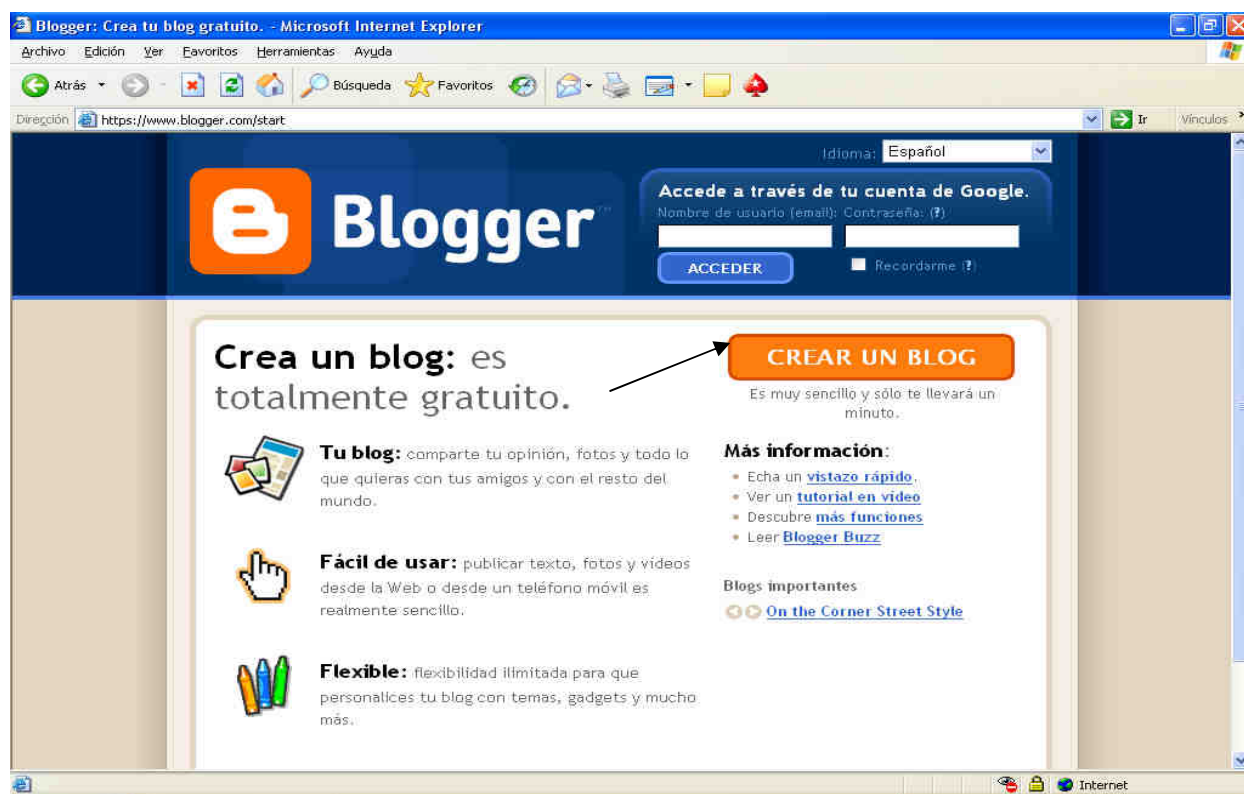 Blogger: Crea tu blog gratuito. - Microsoft Internet Explorer
Archivo Edición Ver Favoritos Herramientas Ayuda
Atrás Búsqueda Favoritos
Dirección https://www.blogger.com/start Ir Vínculos
Idioma: Español
Blogger™
Accede a través de tu cuenta de Google.
Nombre de usuario (email): Contraseña: (?)
ACCEDER Recordarme (?)
Crea un blog: es
totalmente gratuito.
Tu blog: comparte tu opinión, fotos y todo lo
que quieras con tus amigos y con el resto del
mundo.
Fácil de usar: publicar texto, fotos y vídeos
desde la Web o desde un teléfono móvil es
realmente sencillo.
Flexible: flexibilidad ilimitada para que
personalices tu blog con temas, gadgets y mucho
más.
CREAR UN BLOG
Es muy sencillo y sólo te llevará un
minuto.
Más información:
Echa un vistazo rápido.
Ver un tutorial en vídeo
Descubre más funciones
Leer Blogger Buzz
Blogs importantes
On the Corner Street Style
Internet